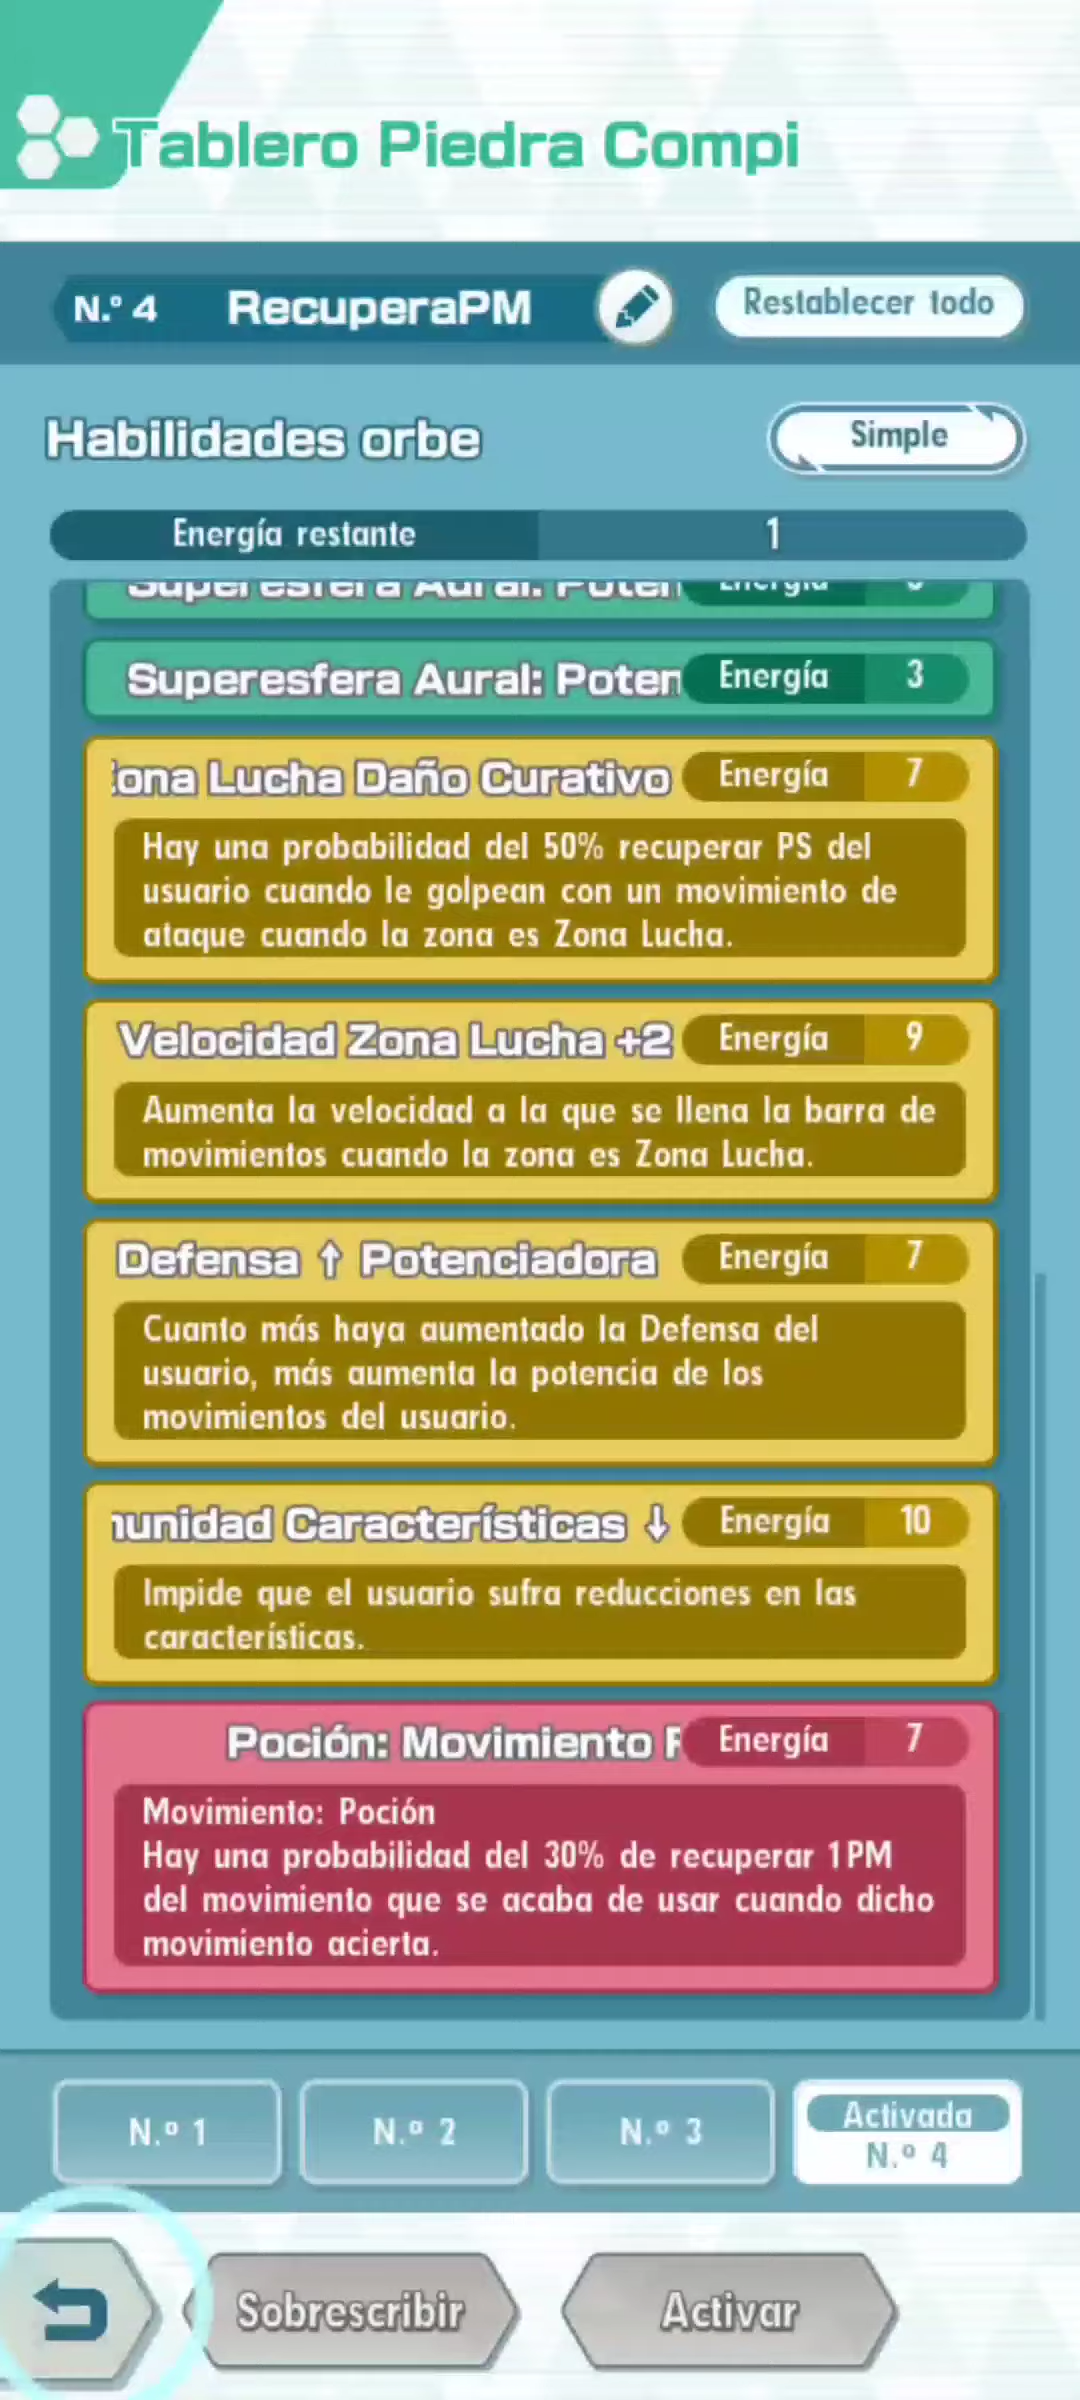 Tablero Piedra Compi
N.º 4 RecuperaPM Restablecer todo
Habilidades orbe Simple
Energía restante 1
Superesfera Aural: Energía
Superesfera Aural: Energía 3
Lucha Daño Curativo Energía 7
Hay una probabilidad del 50% recuperar PS del
usuario cuando le golpean con un movimiento de
ataque cuando la zona es Zona Lucha.
Velocidad Zona Lucha +2 Energía 9
Aumenta la velocidad a la que se llena la barra de
movimientos cuando la zona es Zona Lucha.
Defensa ↑ Potenciadora Energía 7
Cuanto más haya aumentado la Defensa del
usuario, más aumenta la potencia de los
movimientos del usuario.
Características ↓ Energía 10
Impide que el usuario sufra reducciones en las
características.
Poción: Movimiento Energía 7
Movimiento: Poción
Hay una probabilidad del 30% de recuperar 1 PM
del movimiento que se acaba de usar cuando dicho
movimiento acierta.
N.º 1 N.º 2 N.º 3 Activada
N.º 4
Sobrescribir Activar